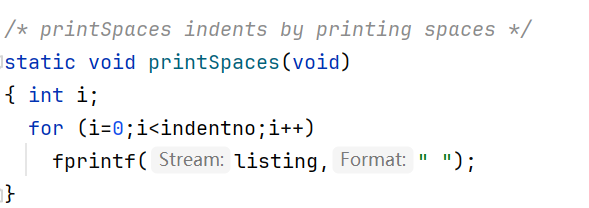 /* printSpaces indents by printing spaces */
static void printSpaces(void)
{ int i;
  for (i=0;i<indentno;i++)
    fprintf( Stream: listing, Format: " ");
}